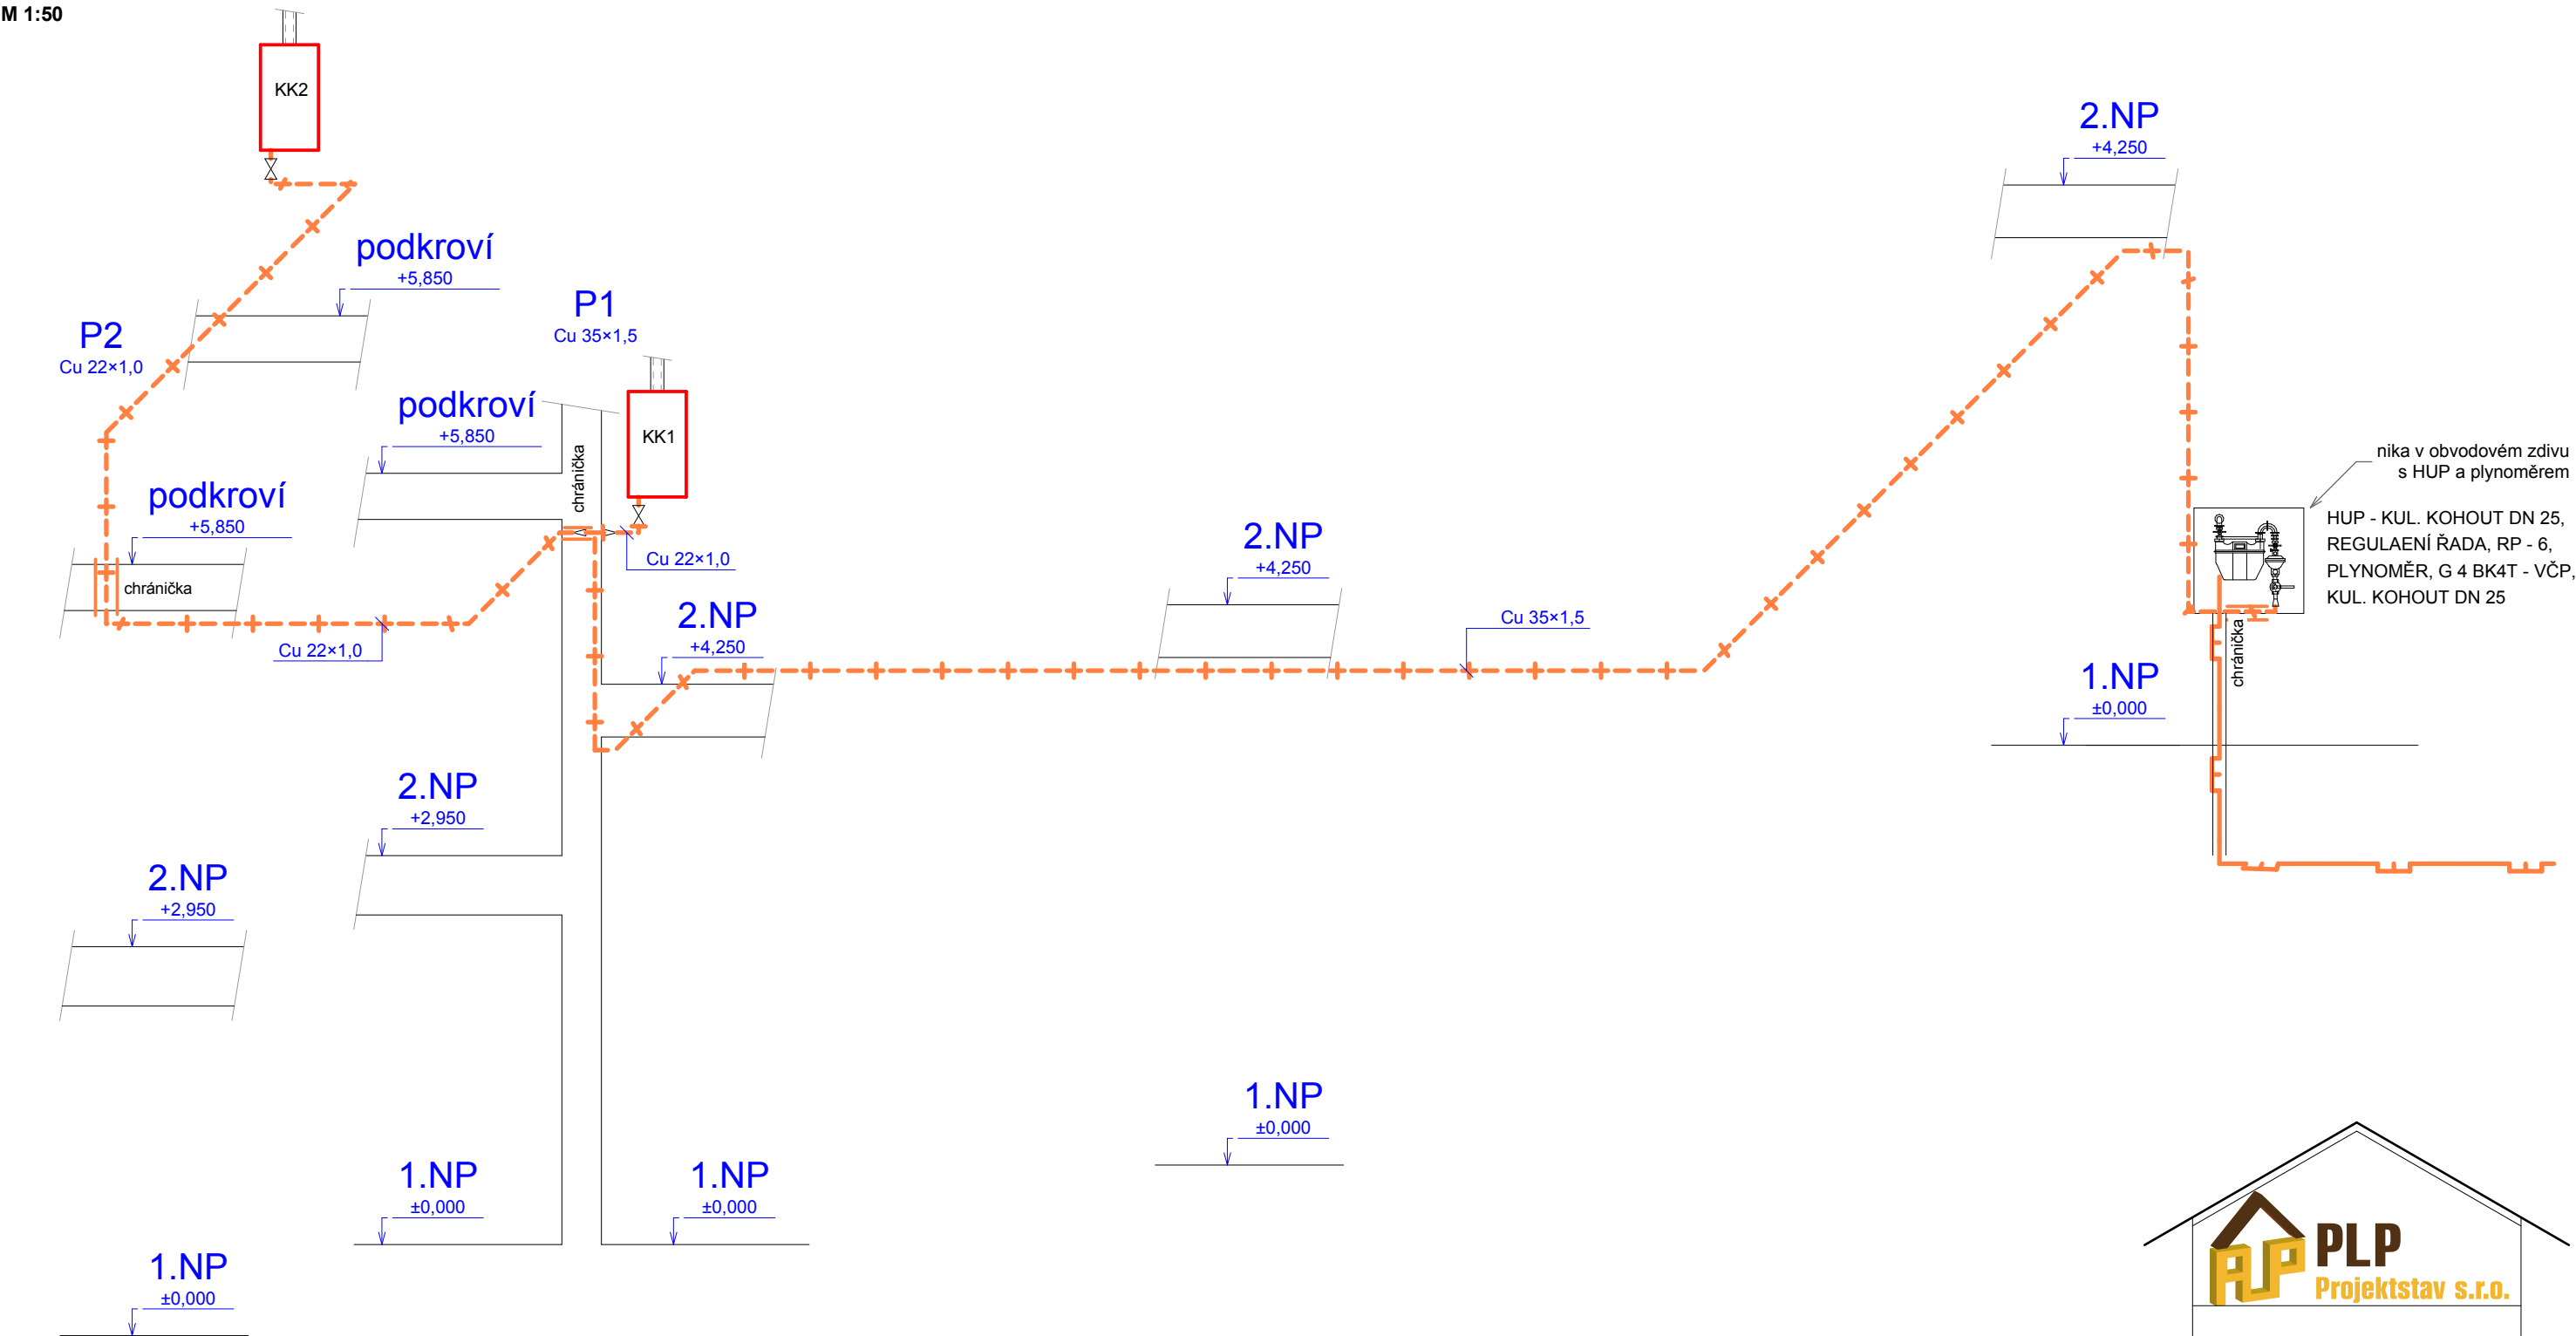 M 1:50
KK2
2.NP
+4,250
podkroví
+5,850
P1
Cu 35×1,5
P2
Cu 22×1,0
podkroví
+5,850
KK1
chránička
nika v obvodovém zdivu
s HUP a plynoměrem
podkroví
+5,850
HUP - KUL. KOHOUT DN 25,
REGULAENÍ ŘADA, RP - 6,
PLYNOMĚR, G 4 BK4T - VČP,
KUL. KOHOUT DN 25
2.NP
+4,250
Cu 22×1,0
chránička
2.NP
+4,250
Cu 35×1,5
Cu 22×1,0
chránička
1.NP
±0,000
2.NP
+2,950
2.NP
+2,950
1.NP
±0,000
1.NP
±0,000
1.NP
±0,000
1.NP
±0,000
PLP
PLP
Projektstav s.r.o.